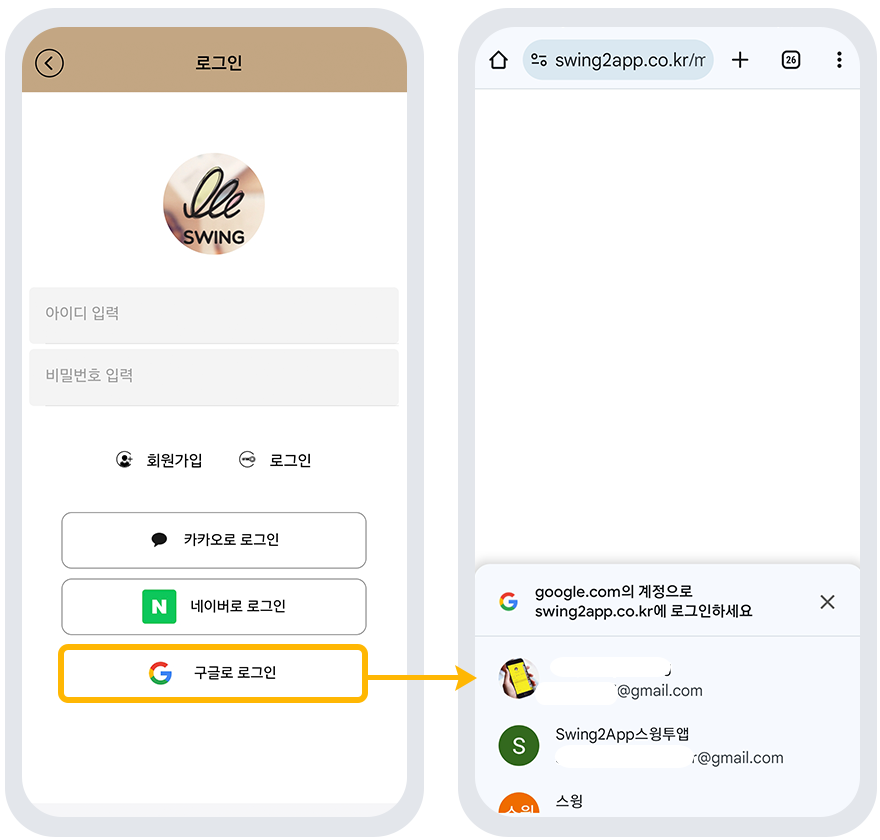 로그인
SWING
아이디 입력
비밀번호 입력
회원가입
로그인
카카오로 로그인
N 네이버로 로그인
G 구글로 로그인
swing2app.co.kr/m
26
G google.com의 계정으로
swing2app.co.kr에 로그인하세요
@gmail.com
S Swing2App스윙투앱
r@gmail.com
스윙 스윙